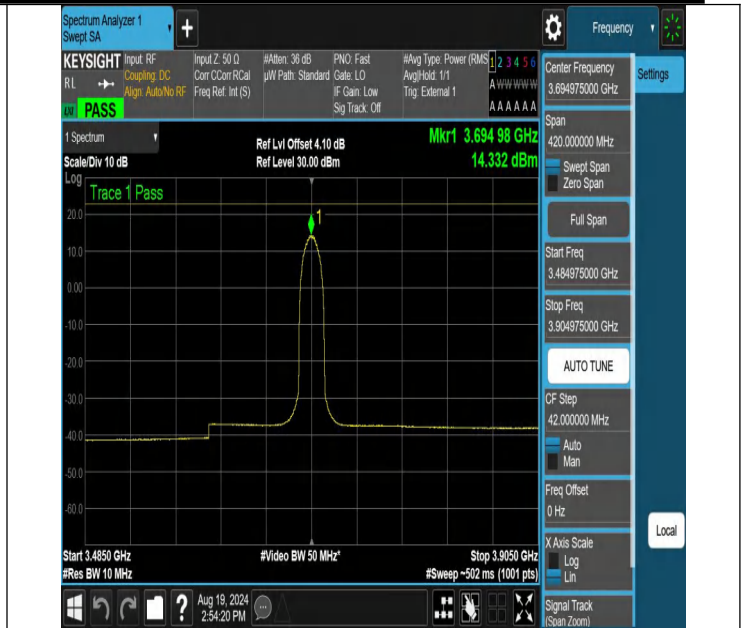 Spectrum Analyzer 1
Swept SA
+
Frequency
KEYSIGHT
RL
PASS
Input: RF
Coupling: DC
Align: Auto/No RF
Input Z: 50 Ω
Corr CCorr RCal
Freq Ref: Int (S)
#Atten: 36 dB
µW Path: Standard
PNO: Fast
Gate: LO
IF Gain: Low
Sig Track: Off
#Avg Type: Power (RMS
Avg|Hold: 1/1
Trig: External 1
1 2 3 4 5 6
A W W W W W
A A A A A A
1 Spectrum
Scale/Div 10 dB
Ref Lvl Offset 4.10 dB
Ref Level 30.00 dBm
Mkr1 3.694 98 GHz
14.332 dBm
Log
Trace 1 Pass
1
20.0
10.0
0.00
-10.0
-20.0
-30.0
-40.0
-50.0
-60.0
Start 3.4850 GHz
#Res BW 10 MHz
#Video BW 50 MHz*
Stop 3.9050 GHz
#Sweep ~502 ms (1001 pts)
Aug 19, 2024
2:54:20 PM
?
Center Frequency
3.694975000 GHz
Settings
Span
420.000000 MHz
Swept Span
Zero Span
Full Span
Start Freq
3.484975000 GHz
Stop Freq
3.904975000 GHz
AUTO TUNE
CF Step
42.000000 MHz
Auto
Man
Freq Offset
0 Hz
X Axis Scale
Log
Lin
Local
Signal Track
(Span Zoom)